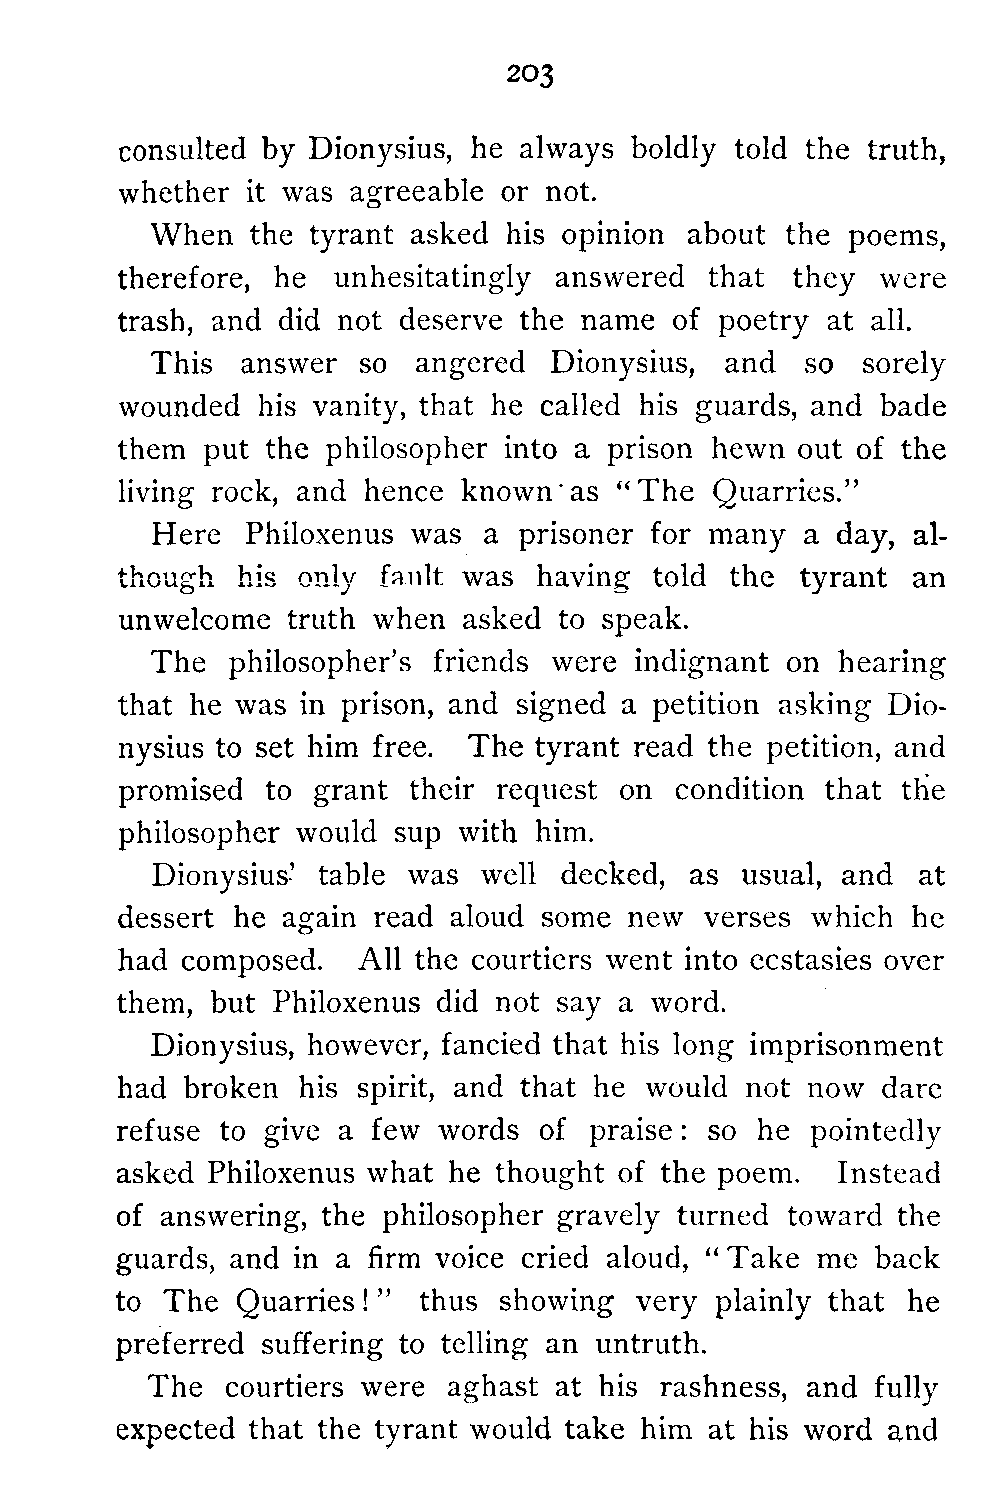 203
consulted by Dionysius, he always boldly told the truth,
whether it was agreeable or not.
When the tyrant asked his opinion about the poems,
therefore, he unhesitatingly answered that they were
trash, and did not deserve the name of poetry at all.
This answer so angered Dionysius, and so sorely
wounded his vanity, that he called his guards, and bade
them put the philosopher into a prison hewn out of the
living rock, and hence known as “The Quarries.”
Here Philoxenus was a prisoner for many a day, al-
though his only fault was having told the tyrant an
unwelcome truth when asked to speak.
The philosopher’s friends were indignant on hearing
that he was in prison, and signed a petition asking Dio-
nysius to set him free. The tyrant read the petition, and
promised to grant their request on condition that the
philosopher would sup with him.
Dionysius’ table was well decked, as usual, and at
dessert he again read aloud some new verses which he
had composed. All the courtiers went into ecstasies over
them, but Philoxenus did not say a word.
Dionysius, however, fancied that his long imprisonment
had broken his spirit, and that he would not now dare
refuse to give a few words of praise: so he pointedly
asked Philoxenus what he thought of the poem. Instead
of answering, the philosopher gravely turned toward the
guards, and in a firm voice cried aloud, “Take me back
to The Quarries!” thus showing very plainly that he
preferred suffering to telling an untruth.
The courtiers were aghast at his rashness, and fully
expected that the tyrant would take him at his word and